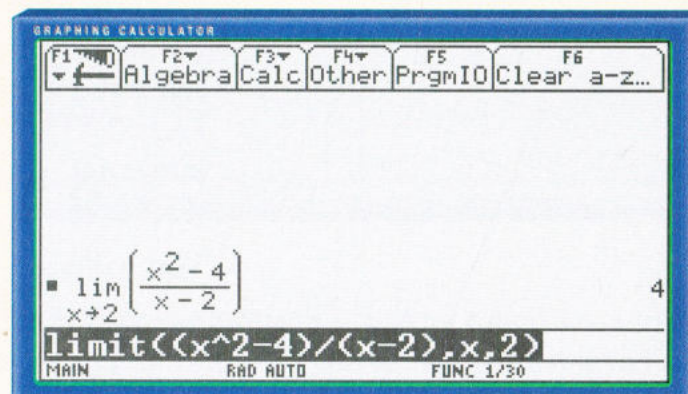 GRAPHING CALCULATOR
F1 F2 F3 F4 F5 F6
Algebra Calc Other PrgmIO Clear a-z…
▪ lim x→2 (x² − 4 / x − 2) 4
limit((x^2-4)/(x-2),x,2)
MAIN RAD AUTO FUNC 1/30